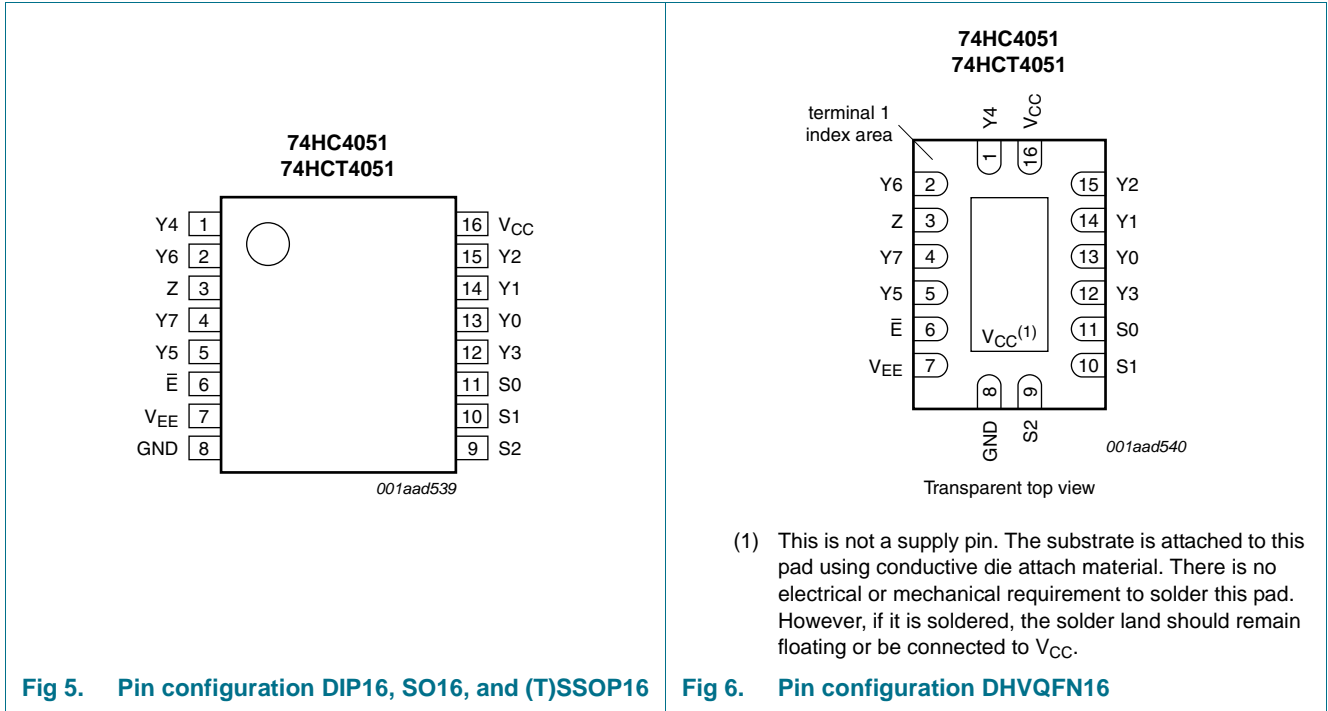 74HC4051
74HCT4051
Y4 1
Y6 2
Z 3
Y7 4
Y5 5
E̅ 6
VEE 7
GND 8
16 VCC
15 Y2
14 Y1
13 Y0
12 Y3
11 S0
10 S1
9 S2
001aad539
Fig 5. Pin configuration DIP16, SO16, and (T)SSOP16
74HC4051
74HCT4051
terminal 1
index area
Y4
VCC
1
16
Y6 2
Z 3
Y7 4
Y5 5
E̅ 6
VEE 7
15 Y2
14 Y1
13 Y0
12 Y3
11 S0
10 S1
VCC(1)
8
9
GND
S2
001aad540
Transparent top view
(1) This is not a supply pin. The substrate is attached to this
pad using conductive die attach material. There is no
electrical or mechanical requirement to solder this pad.
However, if it is soldered, the solder land should remain
floating or be connected to VCC.
Fig 6. Pin configuration DHVQFN16